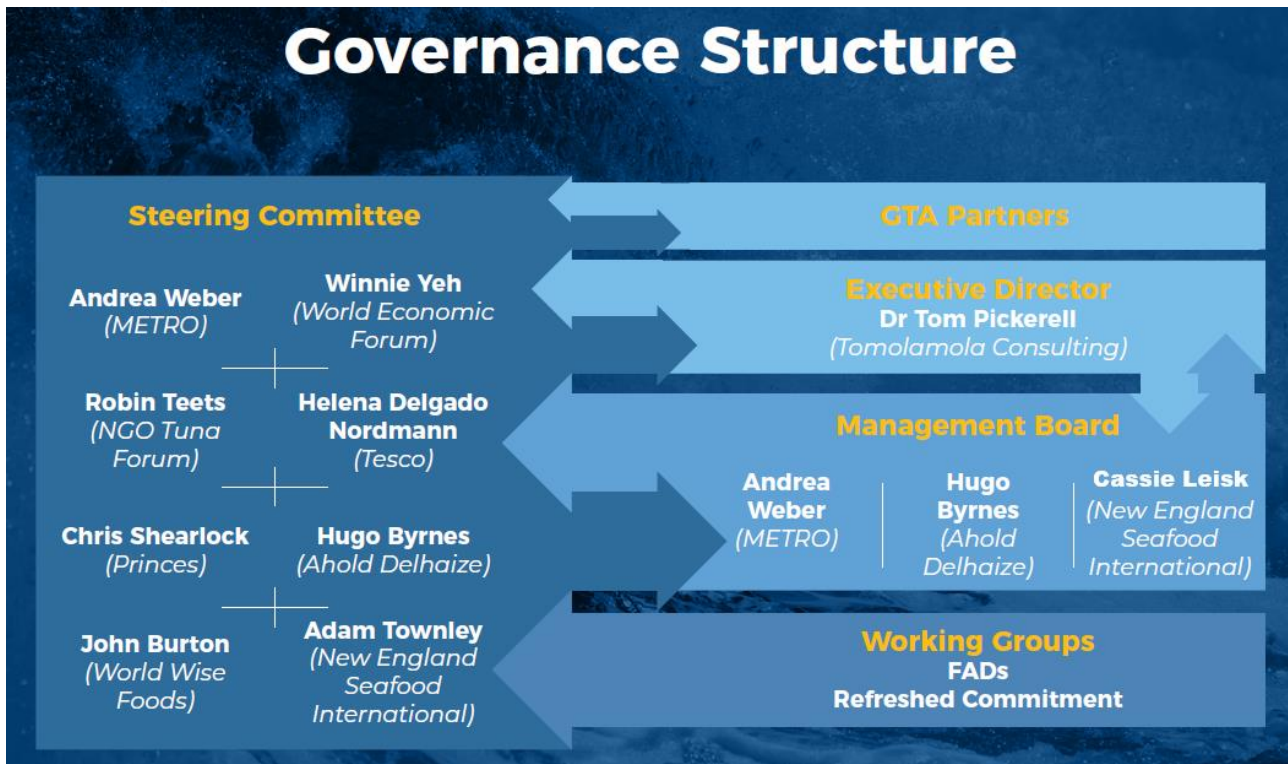 Governance Structure
Steering Committee
Andrea Weber
(METRO)
Winnie Yeh
(World Economic
Forum)
Robin Teets
(NGO Tuna
Forum)
Helena Delgado
Nordmann
(Tesco)
Chris Shearlock
(Princes)
Hugo Byrnes
(Ahold Delhaize)
John Burton
(World Wise
Foods)
Adam Townley
(New England
Seafood
International)
GTA Partners
Executive Director
Dr Tom Pickerell
(Tomolamola Consulting)
Management Board
Andrea
Weber
(METRO)
Hugo
Byrnes
(Ahold
Delhaize)
Cassie Leisk
(New England
Seafood
International)
Working Groups
FADs
Refreshed Commitment